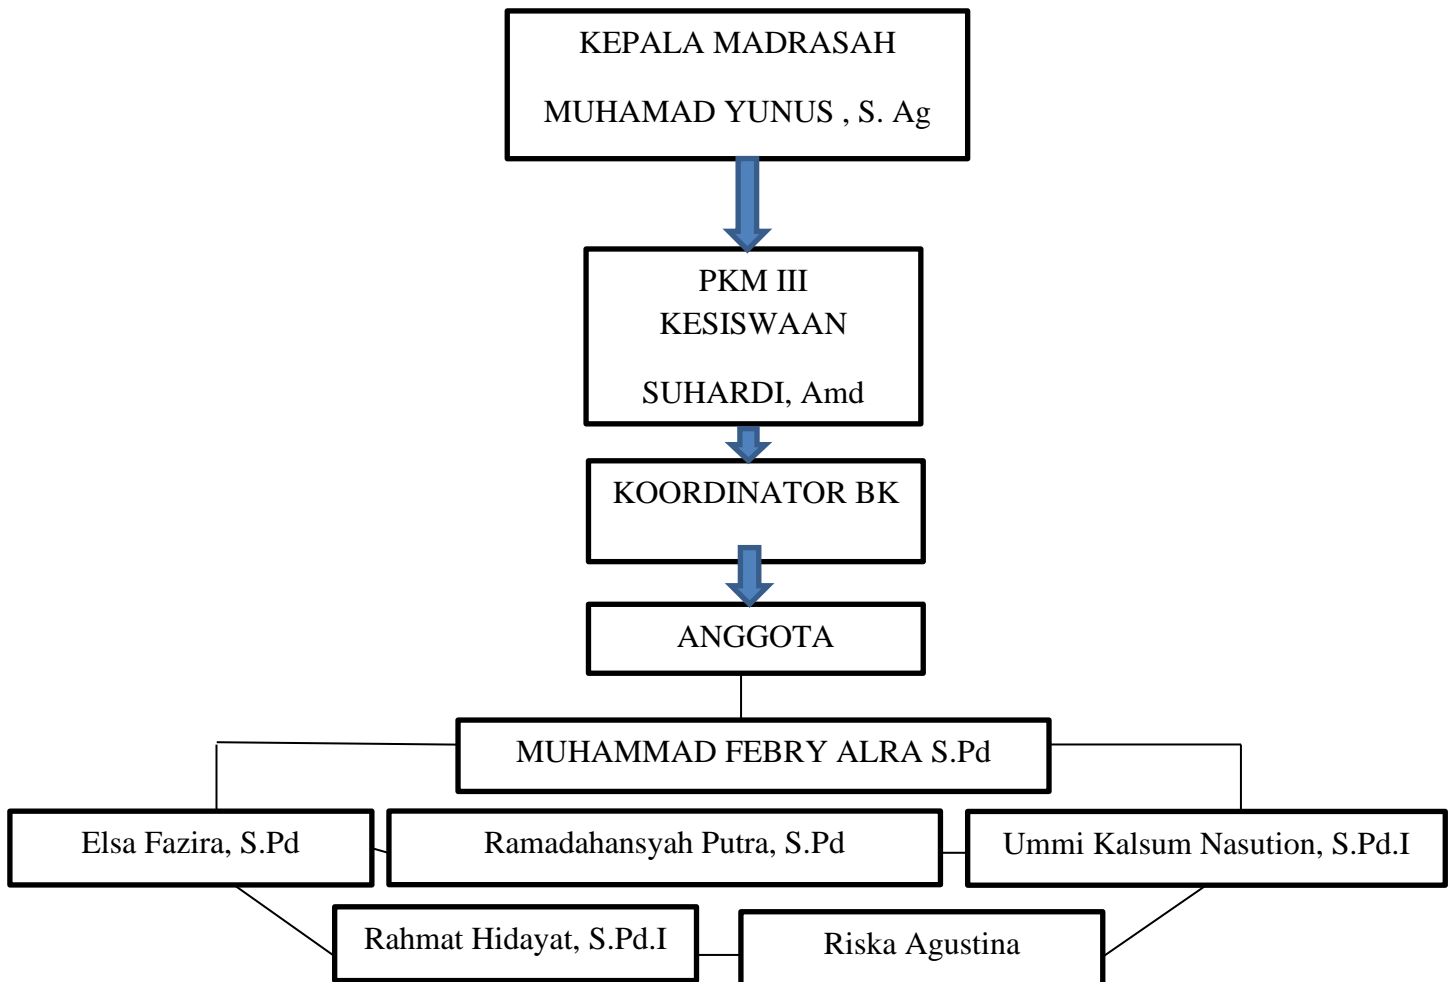 KEPALA MADRASAH
MUHAMAD YUNUS , S. Ag
PKM III
KESISWAAN
SUHARDI, Amd
KOORDINATOR BK
ANGGOTA
MUHAMMAD FEBRY ALRA S.Pd
Elsa Fazira, S.Pd
Ramadahansyah Putra, S.Pd
Ummi Kalsum Nasution, S.Pd.I
Rahmat Hidayat, S.Pd.I
Riska Agustina